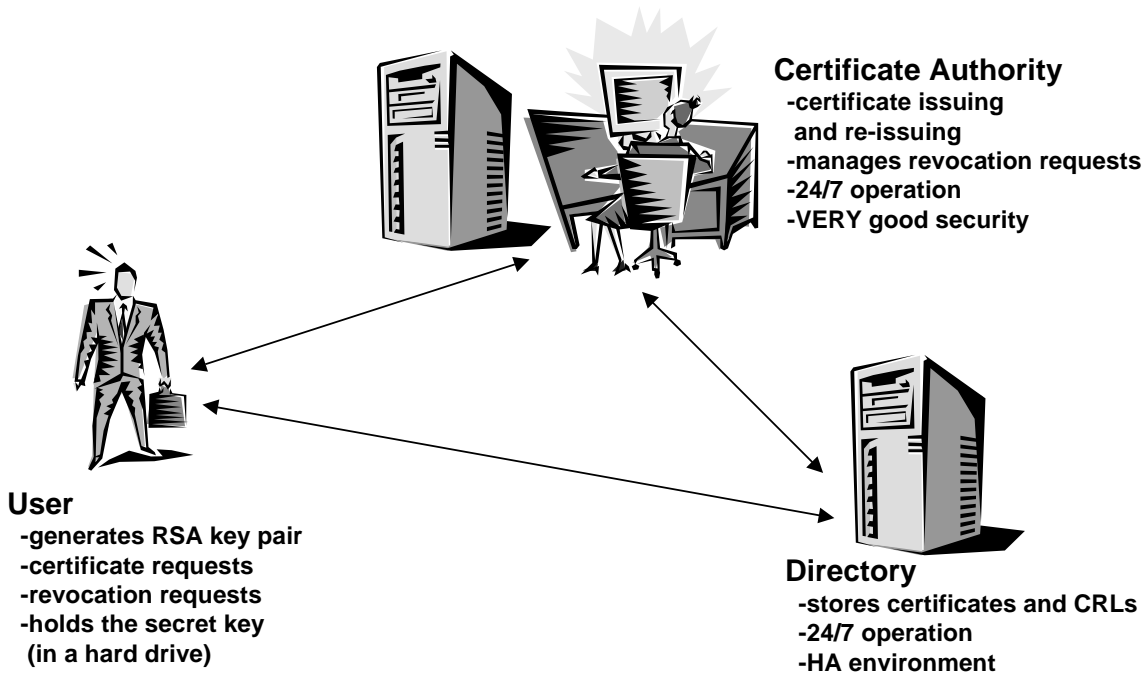 Certificate Authority
-certificate issuing
and re-issuing
-manages revocation requests
-24/7 operation
-VERY good security
User
-generates RSA key pair
-certificate requests
-revocation requests
-holds the secret key
(in a hard drive)
Directory
-stores certificates and CRLs
-24/7 operation
-HA environment